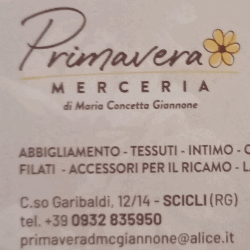 Primavera
MERCERIA
di Maria Concetta Giannone
ABBIGLIAMENTO - TESSUTI - INTIMO -
FILATI - ACCESSORI PER IL RICAMO -
C.so Garibaldi, 12/14 - SCICLI (RG)
tel. +39 0932 835950
primaveradmcgiannone@alice.it